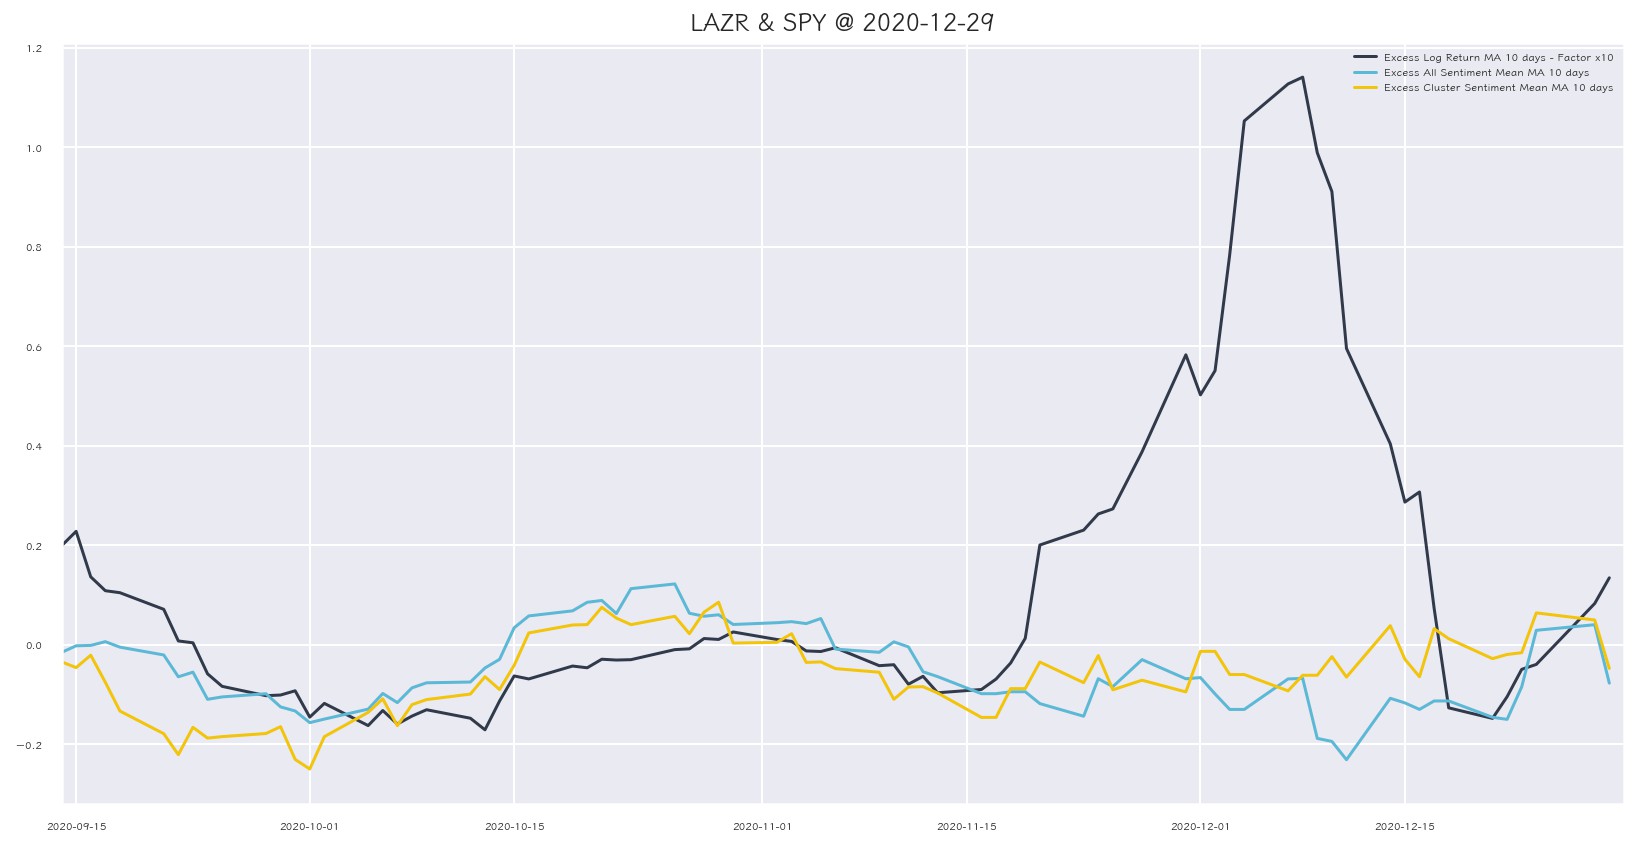 LAZR & SPY @ 2020-12-29
Excess Log Return MA 10 days - Factor x10
Excess All Sentiment Mean MA 10 days
Excess Cluster Sentiment Mean MA 10 days
1.2
1.0
0.8
0.6
0.4
0.2
0.0
−0.2
2020-09-15 2020-10-01 2020-10-15 2020-11-01 2020-11-15 2020-12-01 2020-12-15